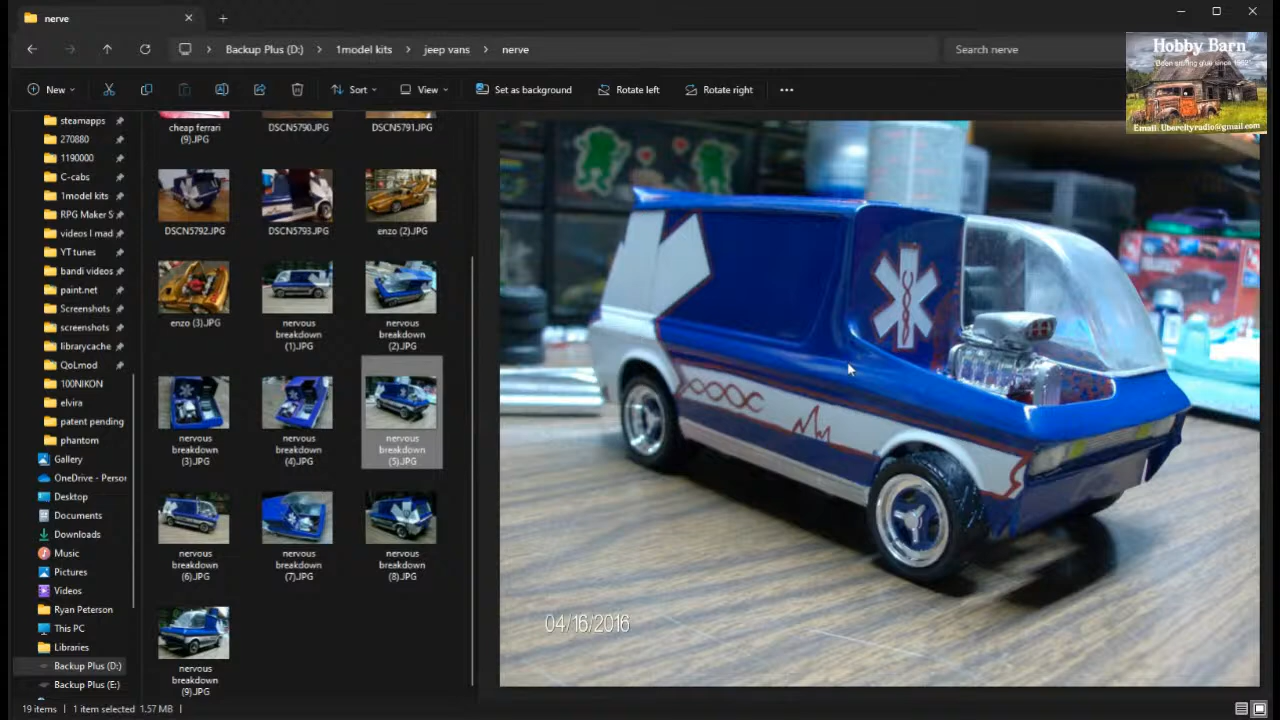 nerve
Backup Plus (D:) > 1model kits > jeep vans > nerve
Search nerve
Hobby Barn
Email: Ubercityradio@gmail.com
New
Sort
View
Set as background
Rotate left
Rotate right
steamapps
270880
1190000
C-cabs
1model kits
RPG Maker S
videos I mad
YT tunes
bandi videos
paint.net
Screenshots
screenshots
librarycache
QoLmod
100NIKON
elvira
patent pending
phantom
Gallery
OneDrive - Person
Desktop
Documents
Downloads
Music
Pictures
Videos
Ryan Peterson
This PC
Libraries
Backup Plus (D:)
Backup Plus (E:)
cheap ferrari
(9).JPG
DSCN5790.JPG
DSCN5791.JPG
DSCN5792.JPG
DSCN5793.JPG
enzo (2).JPG
enzo (3).JPG
nervous
breakdown
(1).JPG
nervous
breakdown
(2).JPG
nervous
breakdown
(3).JPG
nervous
breakdown
(4).JPG
nervous
breakdown
(5).JPG
nervous
breakdown
(6).JPG
nervous
breakdown
(7).JPG
nervous
breakdown
(8).JPG
nervous
breakdown
(9).JPG
04/16/2016
19 items
1 item selected 1.57 MB